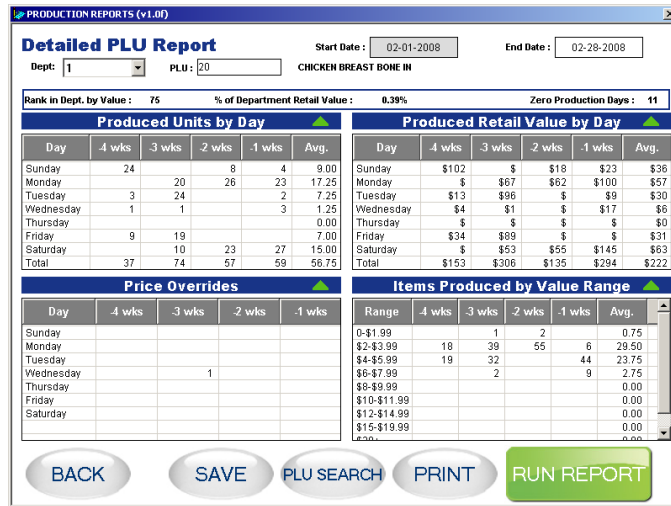 PRODUCTION REPORTS (v1.0f)
Detailed PLU Report
Start Date : 02-01-2008 End Date : 02-28-2008
Dept: 1 PLU : 20 CHICKEN BREAST BONE IN
Rank in Dept. by Value : 75 % of Department Retail Value : 0.39% Zero Production Days : 11
Produced Units by Day
Day -4 wks -3 wks -2 wks -1 wks Avg.
Sunday 24 8 4 9.00
Monday 20 26 23 17.25
Tuesday 3 24 2 7.25
Wednesday 1 1 3 1.25
Thursday 0.00
Friday 9 19 7.00
Saturday 10 23 27 15.00
Total 37 74 57 59 56.75
Produced Retail Value by Day
Day -4 wks -3 wks -2 wks -1 wks Avg.
Sunday $102 $ $18 $23 $36
Monday $ $67 $62 $100 $57
Tuesday $13 $96 $ $9 $30
Wednesday $4 $1 $ $17 $6
Thursday $ $ $ $ $0
Friday $34 $89 $ $ $31
Saturday $ $53 $55 $145 $63
Total $153 $306 $135 $294 $222
Price Overrides
Day -4 wks -3 wks -2 wks -1 wks
Sunday
Monday
Tuesday
Wednesday 1
Thursday
Friday
Saturday
Items Produced by Value Range
Range -4 wks -3 wks -2 wks -1 wks Avg.
0-$1.99 1 2 0.75
$2-$3.99 18 39 55 6 29.50
$4-$5.99 19 32 44 23.75
$6-$7.99 2 9 2.75
$8-$9.99 0.00
$10-$11.99 0.00
$12-$14.99 0.00
$15-$19.99 0.00
$20+ 0.00
BACK SAVE PLU SEARCH PRINT RUN REPORT